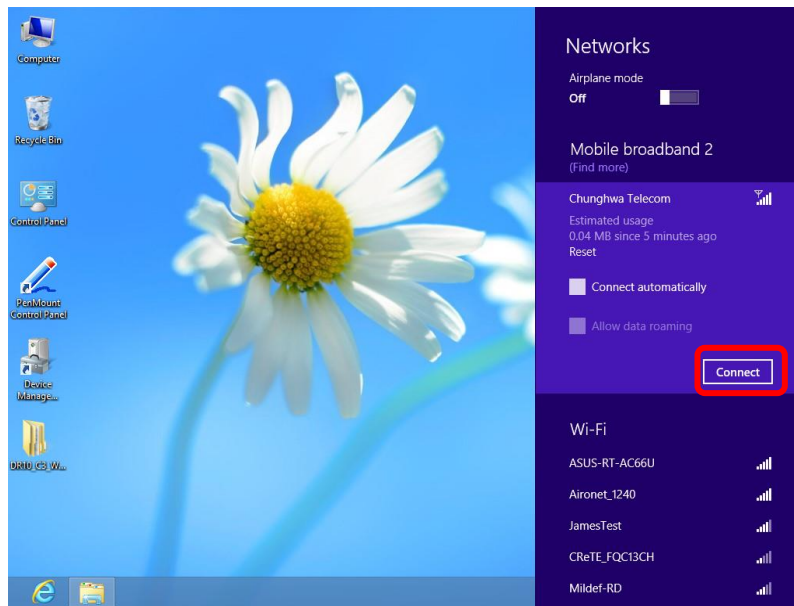 Computer
Recycle Bin
Control Panel
PenMount
Control Panel
Device
Manage...
DR10_C3_W...
Networks
Airplane mode
Off
Mobile broadband 2
(Find more)
Chunghwa Telecom
Estimated usage
0.04 MB since 5 minutes ago
Reset
Connect automatically
Allow data roaming
Connect
Wi-Fi
ASUS-RT-AC66U
Aironet_1240
JamesTest
CReTE_FQC13CH
Mildef-RD